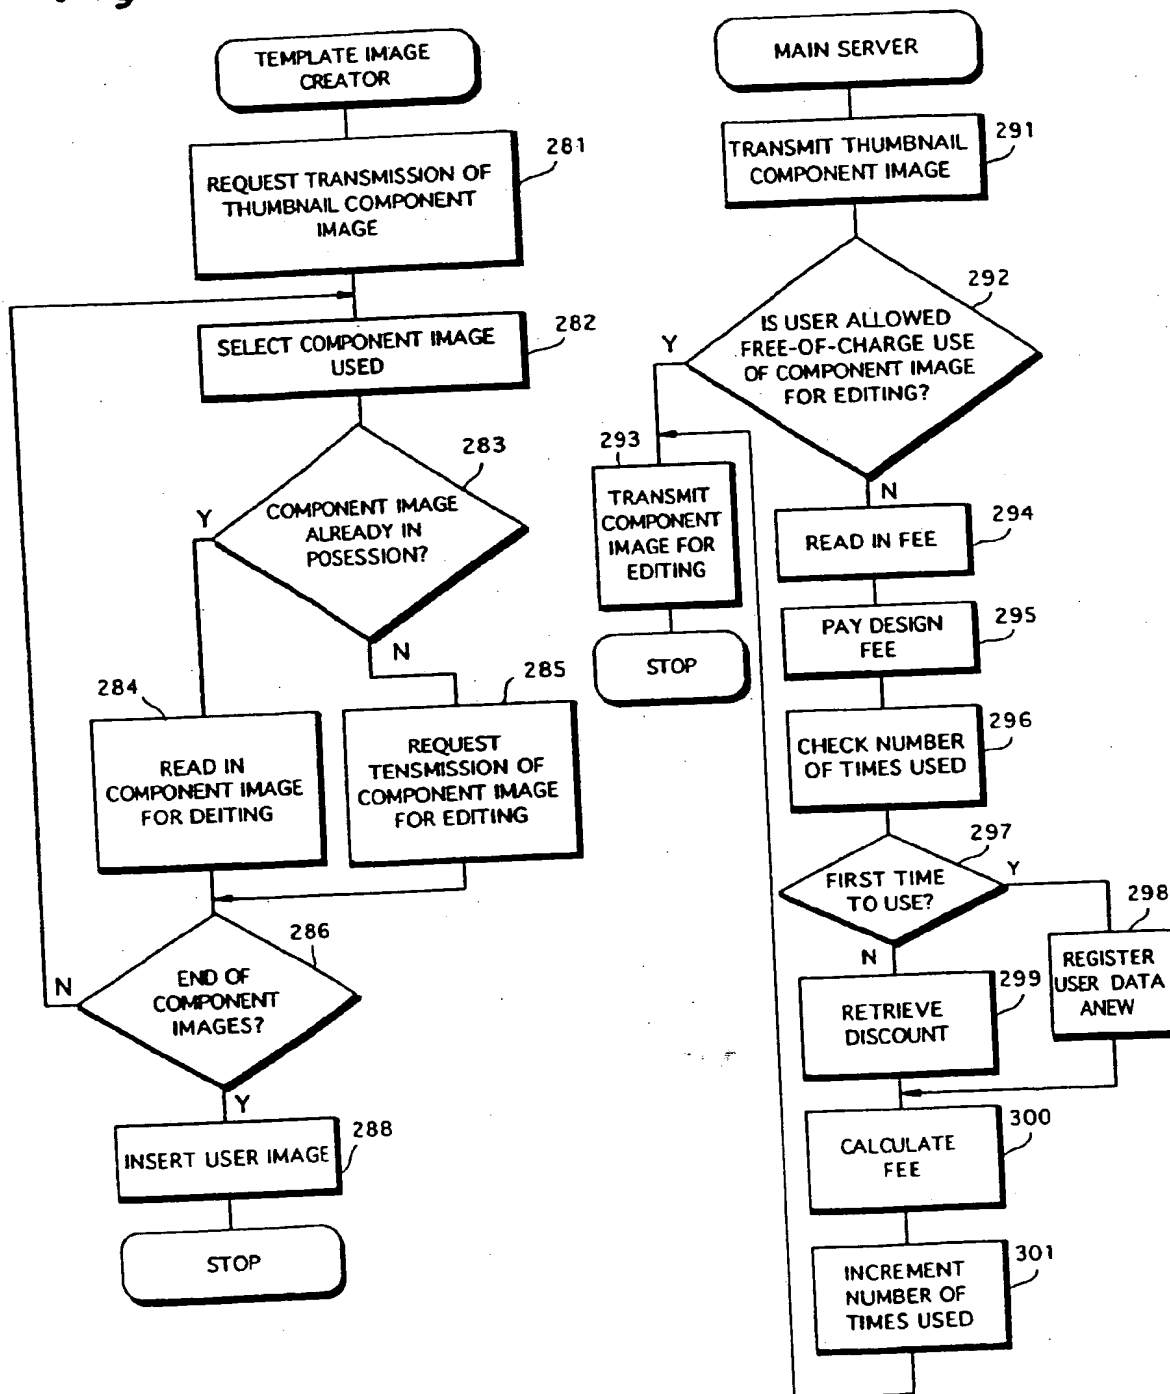 TEMPLATE IMAGE
CREATOR
281
REQUEST TRANSMISSION OF
THUMBNAIL COMPONENT
IMAGE
282
SELECT COMPONENT IMAGE
USED
283
COMPONENT IMAGE
ALREADY IN
POSESSION?
Y
N
284
READ IN
COMPONENT IMAGE
FOR DEITING
285
REQUEST
TENSMISSION OF
COMPONENT IMAGE
FOR EDITING
286
END OF
COMPONENT
IMAGES?
N
Y
288
INSERT USER IMAGE
STOP
MAIN SERVER
291
TRANSMIT THUMBNAIL
COMPONENT IMAGE
292
IS USER ALLOWED
FREE-OF-CHARGE USE
OF COMPONENT IMAGE
FOR EDITING?
Y
N
293
TRANSMIT
COMPONENT
IMAGE FOR
EDITING
STOP
294
READ IN FEE
295
PAY DESIGN
FEE
296
CHECK NUMBER
OF TIMES USED
297
FIRST TIME
TO USE?
Y
N
298
REGISTER
USER DATA
ANEW
299
RETRIEVE
DISCOUNT
300
CALCULATE
FEE
301
INCREMENT
NUMBER OF
TIMES USED